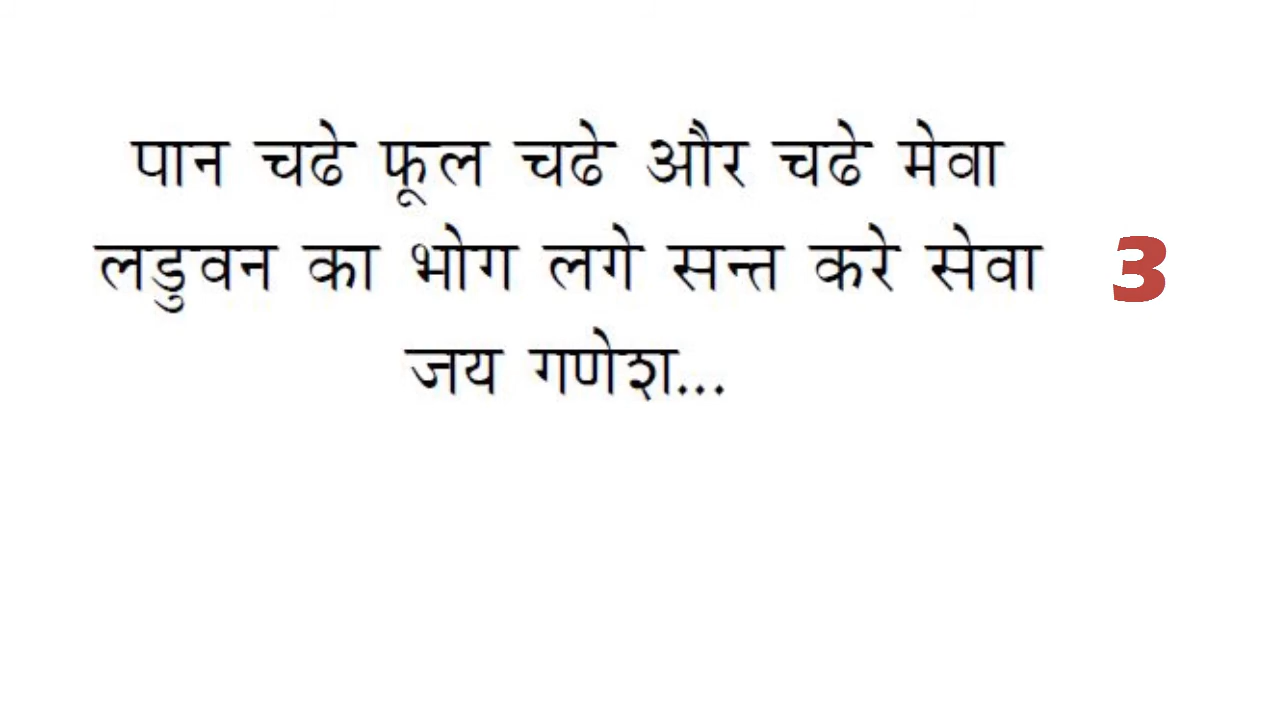 पान चढे फूल चढे और चढे मेवा
लडुवन का भोग लगे सन्त करे सेवा 3
जय गणेश...